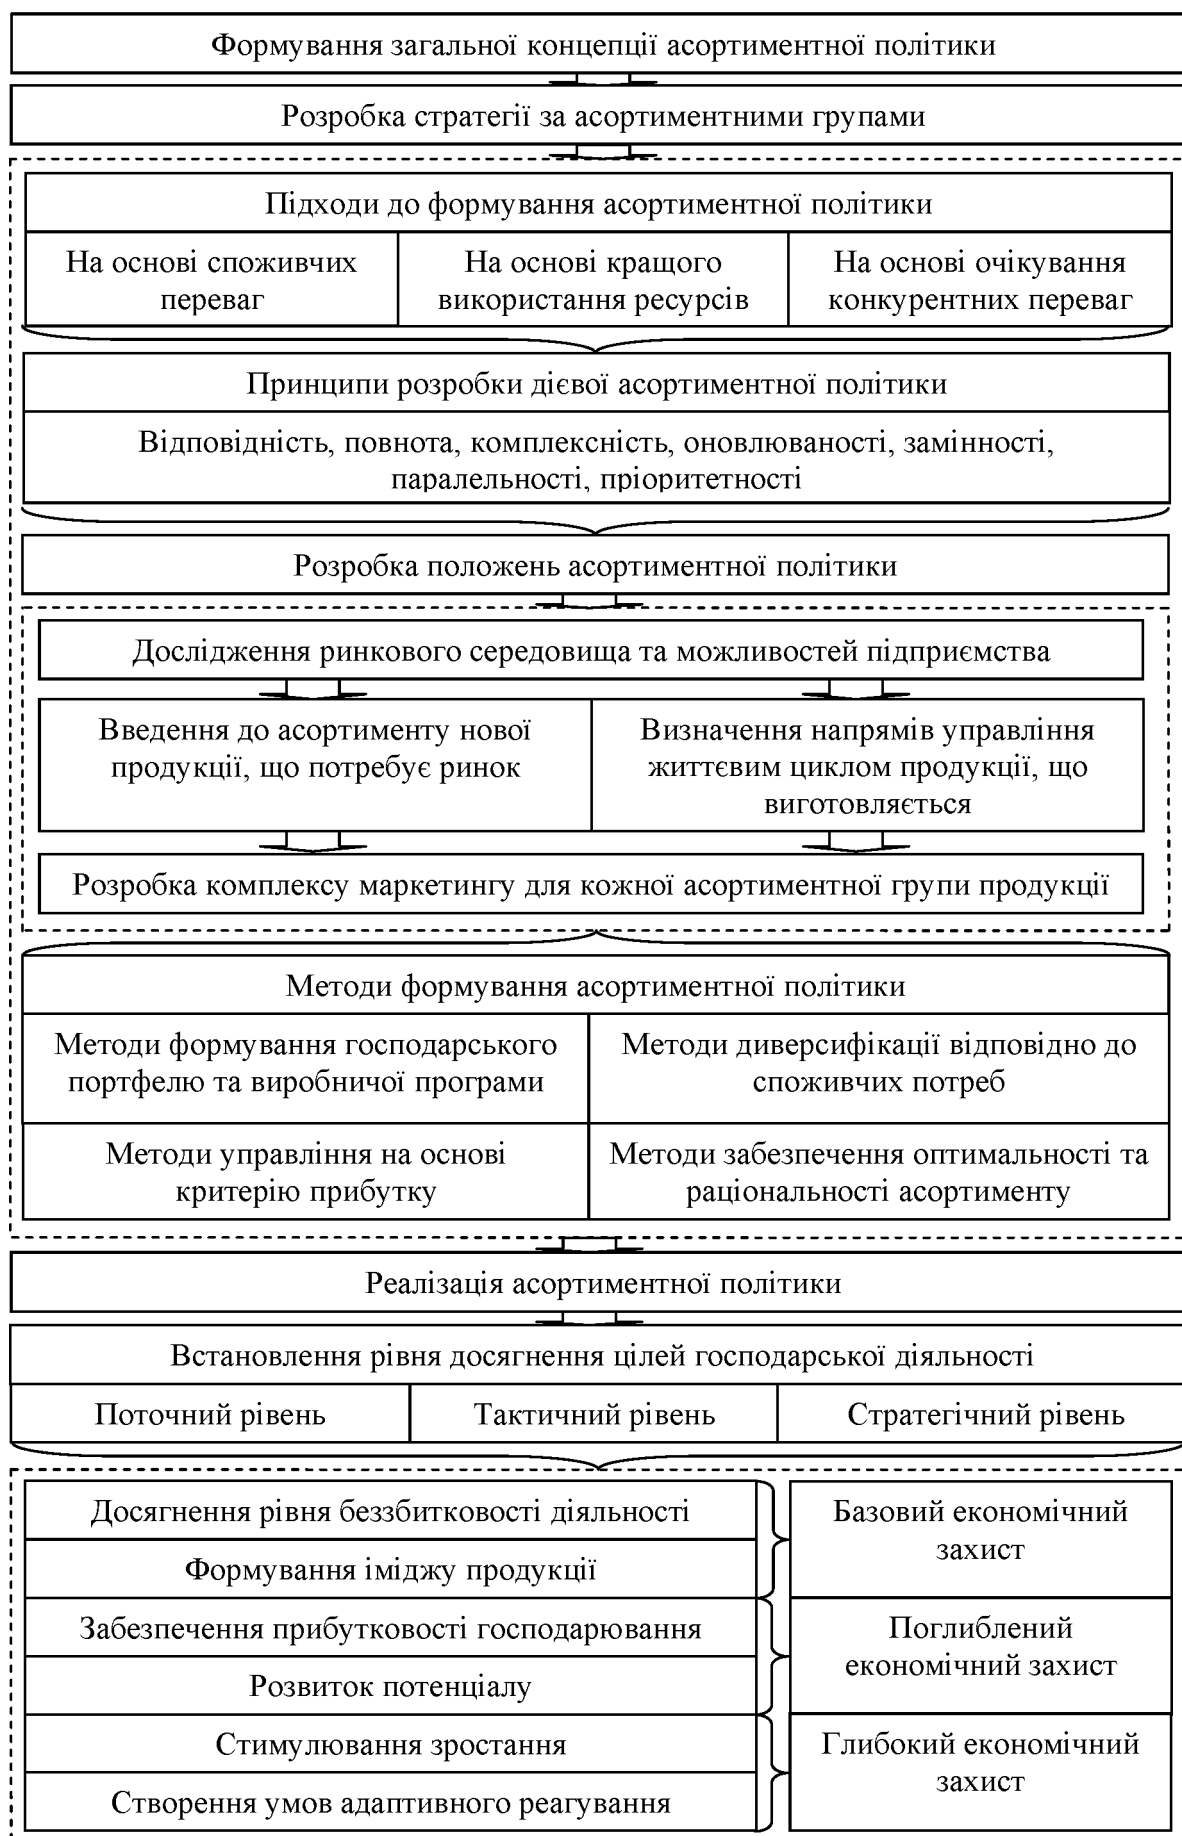 Формування загальної концепції асортиментної політики
Розробка стратегії за асортиментними групами
Підходи до формування асортиментної політики
На основі споживчих
переваг
На основі кращого
використання ресурсів
На основі очікування
конкурентних переваг
Принципи розробки дієвої асортиментної політики
Відповідність, повнота, комплексність, оновлюваності, замінності,
паралельності, пріоритетності
Розробка положень асортиментної політики
Дослідження ринкового середовища та можливостей підприємства
Введення до асортименту нової
продукції, що потребує ринок
Визначення напрямів управління
життєвим циклом продукції, що
виготовляється
Розробка комплексу маркетингу для кожної асортиментної групи продукції
Методи формування асортиментної політики
Методи формування господарського
портфелю та виробничої програми
Методи диверсифікації відповідно до
споживчих потреб
Методи управління на основі
критерію прибутку
Методи забезпечення оптимальності та
раціональності асортименту
Реалізація асортиментної політики
Встановлення рівня досягнення цілей господарської діяльності
Поточний рівень
Тактичний рівень
Стратегічний рівень
Досягнення рівня беззбитковості діяльності
Формування іміджу продукції
Базовий економічний
захист
Забезпечення прибутковості господарювання
Розвиток потенціалу
Поглиблений
економічний захист
Стимулювання зростання
Створення умов адаптивного реагування
Глибокий економічний
захист